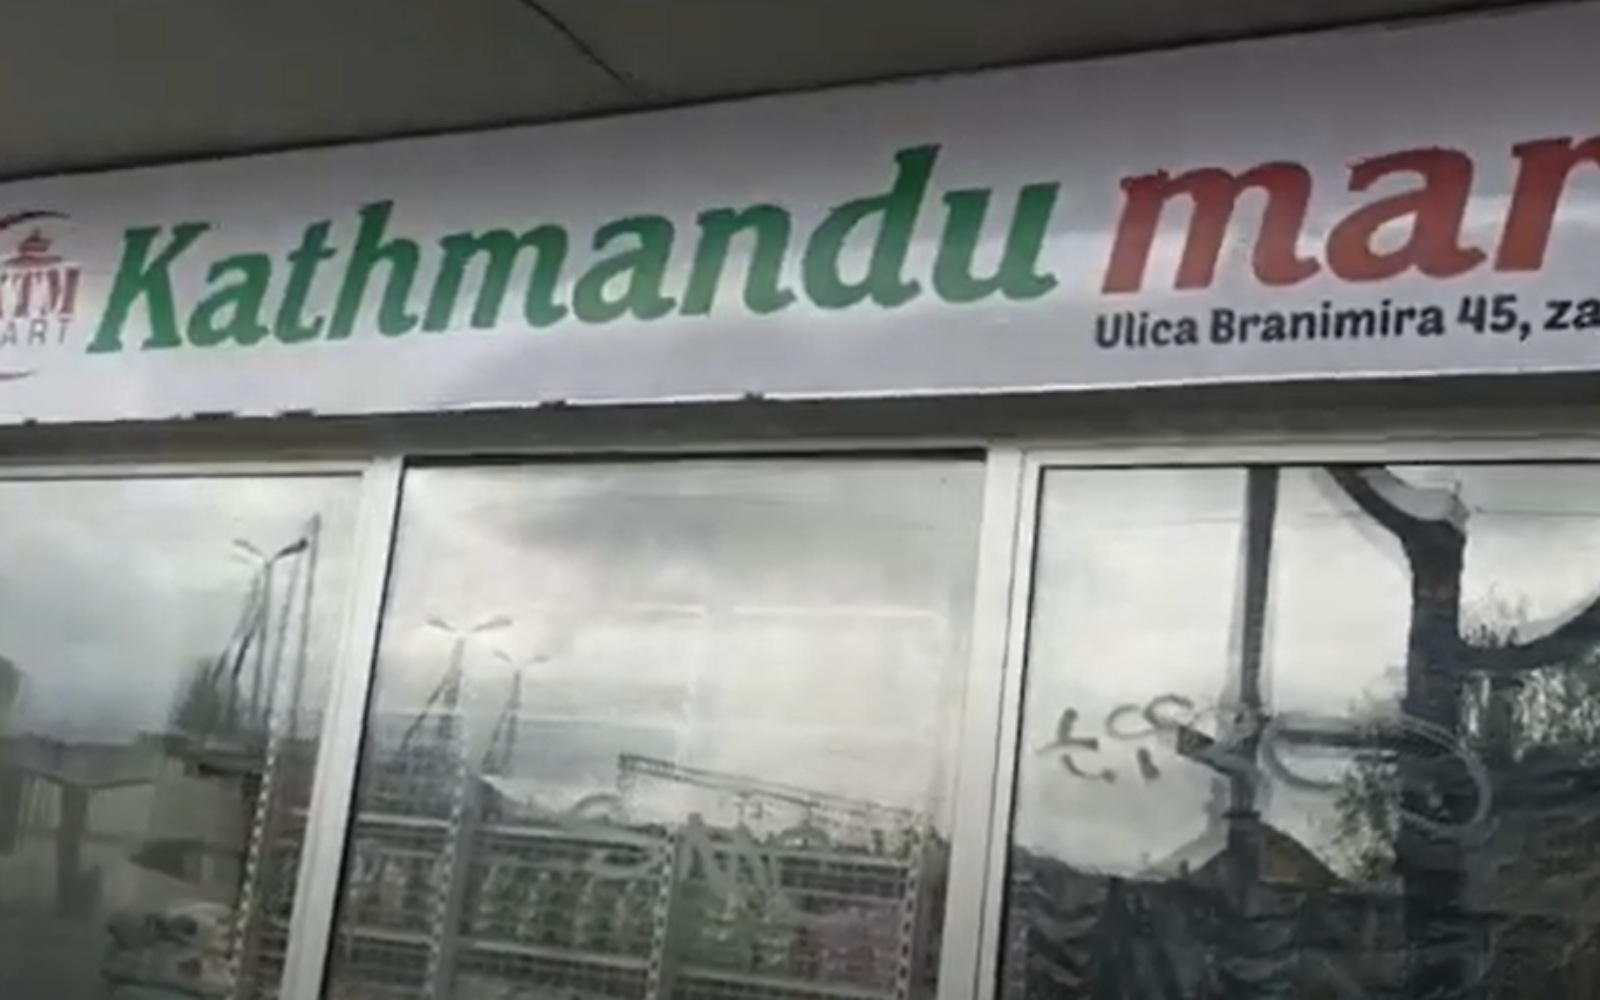 KTM
ART
Kathmandu mar
Ulica Branimira 45, za